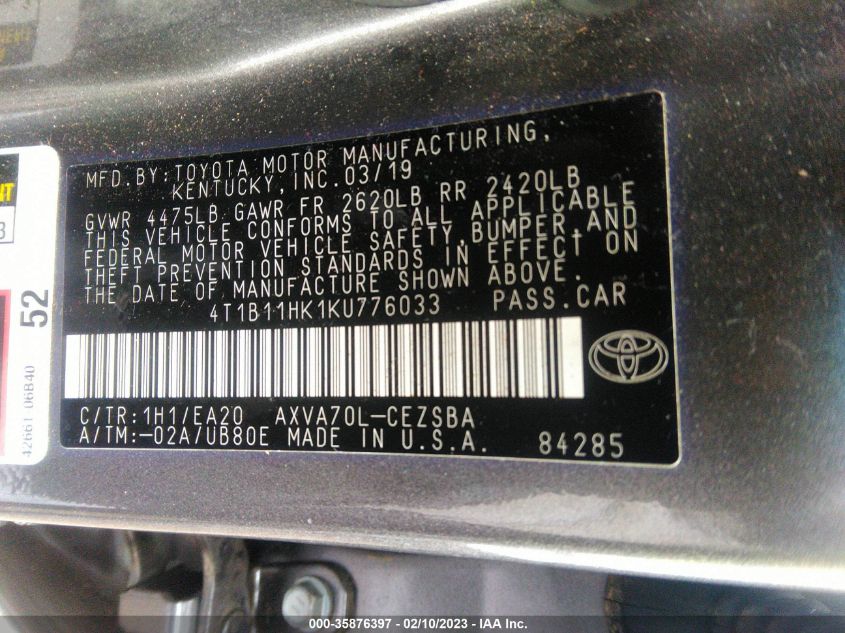 MFD.BY:TOYOTA MOTOR MANUFACTURING,
KENTUCKY, INC.03/19
GVWR 4475LB GAWR FR 2620LB RR 2420LB
THIS VEHICLE CONFORMS TO ALL APPLICABLE
FEDERAL MOTOR VEHICLE SAFETY,BUMPER,AND
THEFT PREVENTION STANDARDS IN EFFECT ON
THE DATE OF MANUFACTURE SHOWN ABOVE.
4T1B11HK1KU776033 PASS.CAR
C/TR:1H1/EA20 AXVA70L-CEZSBA
A/TM:-02A/UB80E MADE IN U.S.A. 84285
52
42661 06B40
000-35876397 - 02/10/2023 - IAA Inc.